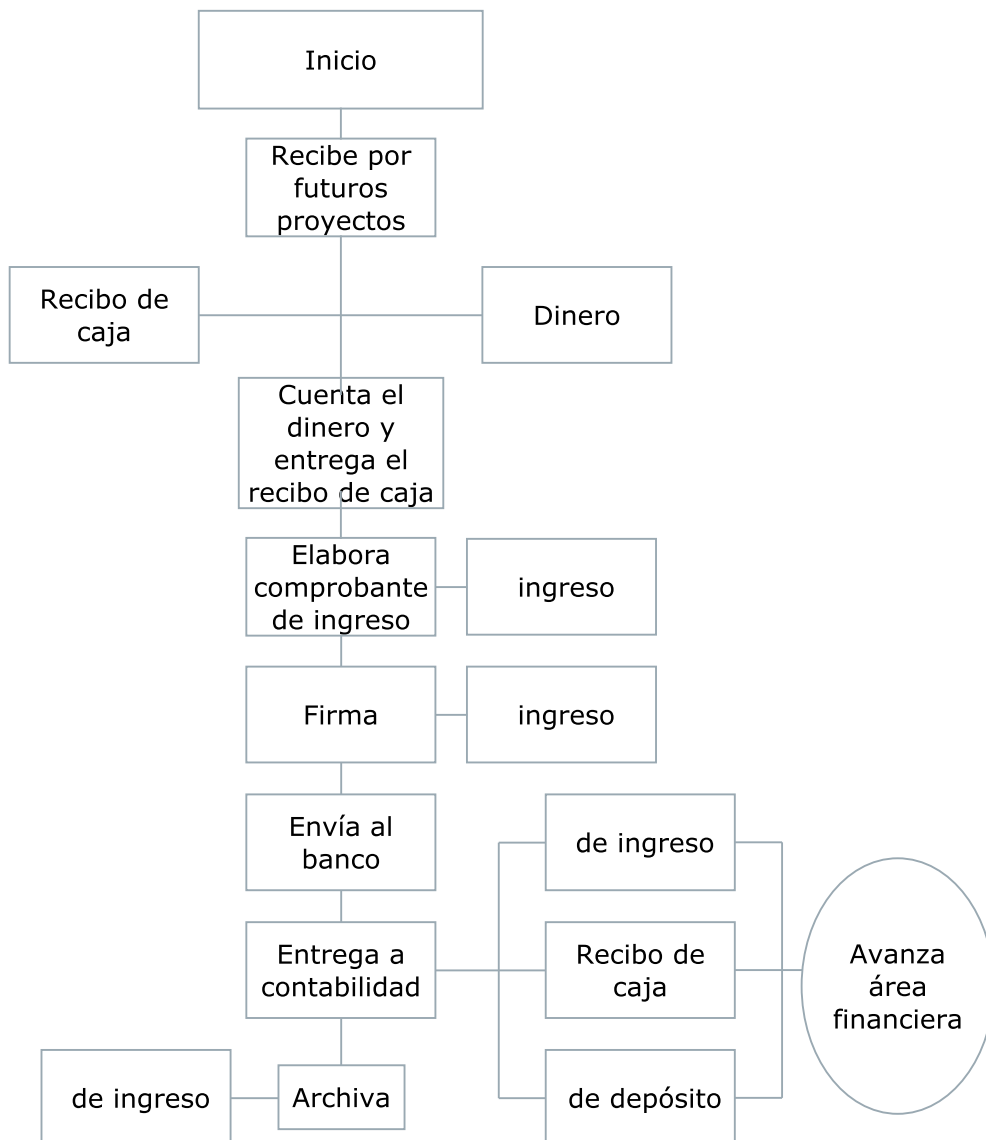 Inicio
Recibe por
futuros
proyectos
Recibo de
caja
Dinero
Cuenta el
dinero y
entrega el
recibo de caja
Elabora
comprobante
de ingreso
ingreso
Firma
ingreso
Envía al
banco
de ingreso
Entrega a
contabilidad
Recibo de
caja
Avanza
área
financiera
de ingreso
Archiva
de depósito